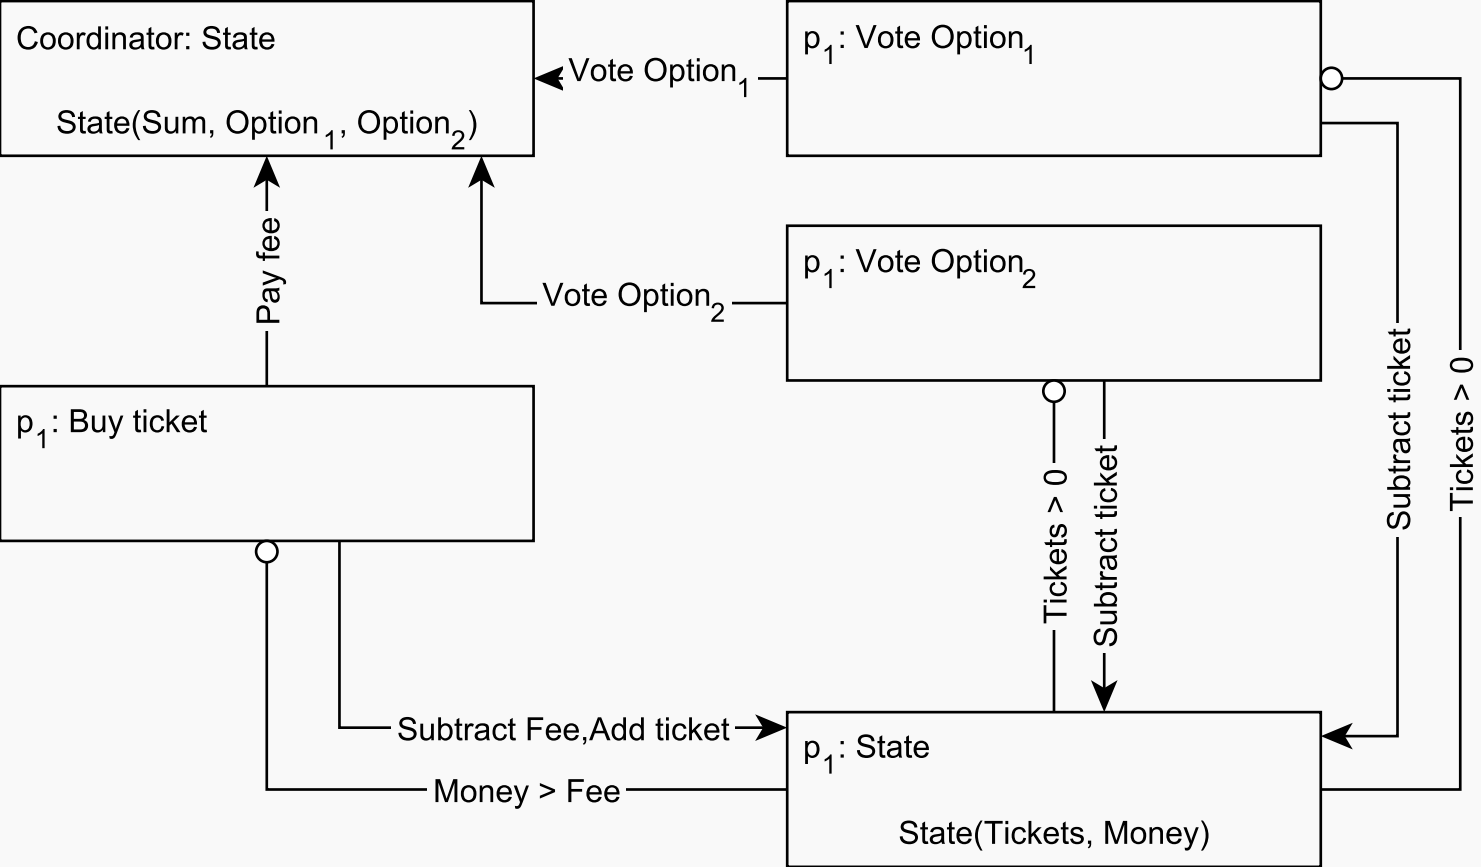 Coordinator: State
State(Sum, Option₁, Option₂)
p₁: Vote Option₁
Vote Option₁
p₁: Vote Option₂
Vote Option₂
Pay fee
p₁: Buy ticket
Subtract ticket
Tickets > 0
Tickets > 0
Subtract ticket
Subtract Fee,Add ticket
Money > Fee
p₁: State
State(Tickets, Money)